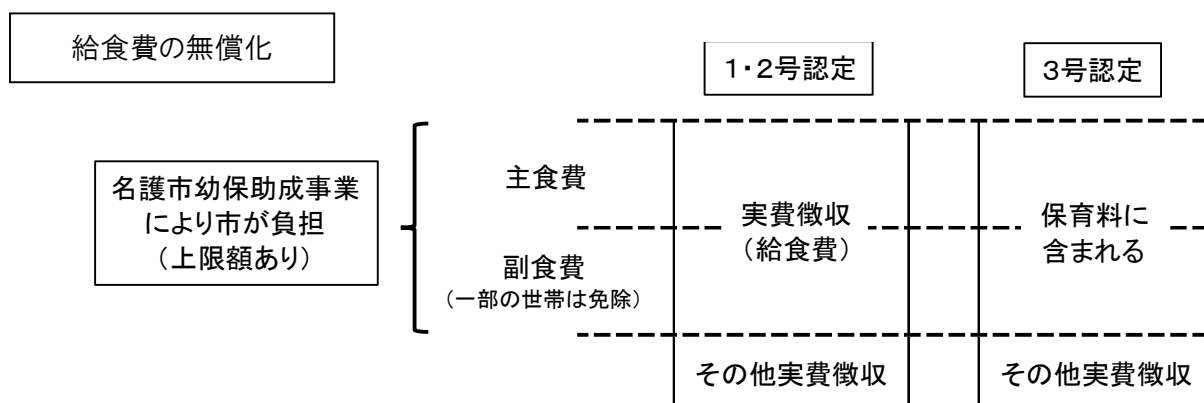 給食費の無償化
1・2号認定
3号認定
名護市幼保助成事業
により市が負担
（上限額あり）
主食費
副食費
（一部の世帯は免除）
実費徴収
（給食費）
保育料に
含まれる
その他実費徴収
その他実費徴収